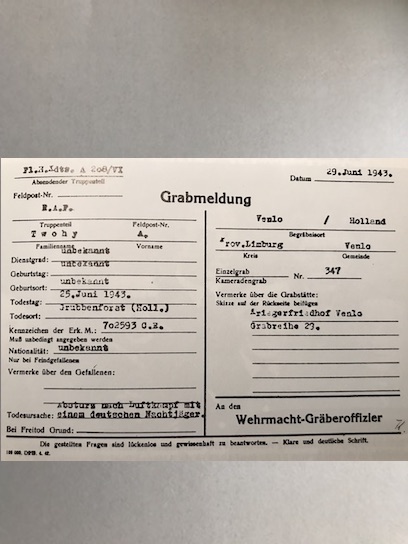 Fl.H.Kdtr. A 208/VI
Absendender Truppenteil
Datum 29.Juni 1943.
Feldpost-Nr.
Grabmeldung
R.A.F.
Truppenteil Feldpost-Nr.
T w o h y A.
Familienname Vorname
Dienstgrad: unbekannt
Geburtstag: unbekannt
Geburtsort: unbekannt
Todestag: 25.Juni 1943.
Todesort: Grubbenforst (Holl.)
Kennzeichen der Erk. M.: 702593 C.E.
Muß unbedingt angegeben werden
Nationalität: unbekannt
Nur bei Feindgefallenen
Vermerke über den Gefallenen:
Absturz nach Luftkampf mit
Todesursache: einem deutschen Nachtjäger.
Bei Freitod Grund:
Venlo / Holland
Begräbnisort
Prov.Limburg Venlo
Kreis Gemeinde
Einzelgrab
Nr. 347
Kameradengrab
Vermerke über die Grabstätte:
Skizze auf der Rückseite beifügen
Kriegerfriedhof Venlo
Grabreihe 29.
An den
Wehrmacht-Gräberoffizier
Die gestellten Fragen sind lückenlos und gewissenhaft zu beantworten. — Klare und deutliche Schrift.